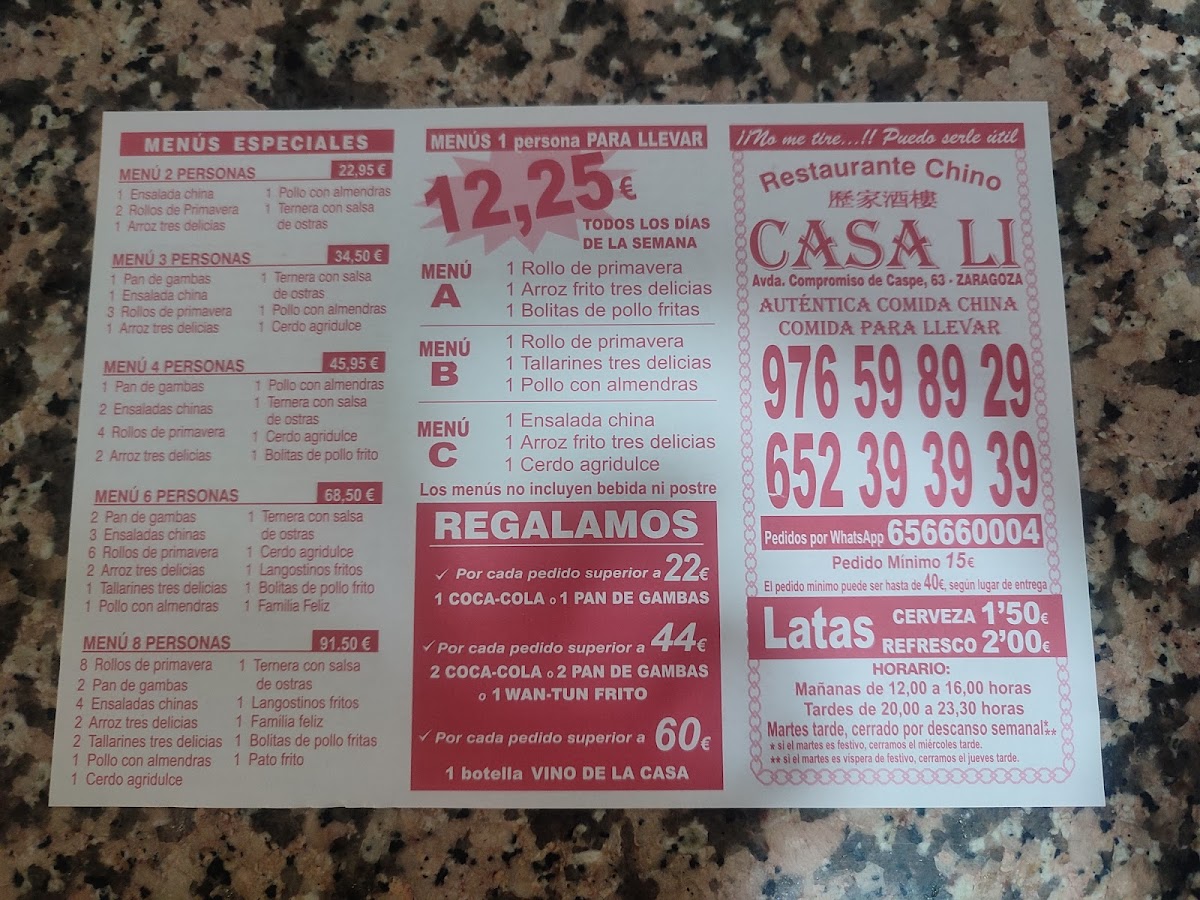 MENÚS ESPECIALES
MENÚ 2 PERSONAS 22,95 €
1 Ensalada china
2 Rollos de Primavera
1 Arroz tres delicias
1 Pollo con almendras
1 Ternera con salsa
de ostras
MENÚ 3 PERSONAS 34,50 €
1 Pan de gambas
1 Ensalada china
3 Rollos de primavera
1 Arroz tres delicias
1 Ternera con salsa
de ostras
1 Pollo con almendras
1 Cerdo agridulce
MENÚ 4 PERSONAS 45,95 €
1 Pan de gambas
2 Ensaladas chinas
4 Rollos de primavera
2 Arroz tres delicias
1 Pollo con almendras
1 Ternera con salsa
de ostras
1 Cerdo agridulce
1 Bolitas de pollo frito
MENÚ 6 PERSONAS 68,50 €
2 Pan de gambas
3 Ensaladas chinas
6 Rollos de primavera
2 Arroz tres delicias
1 Tallarines tres delicias
1 Pollo con almendras
1 Ternera con salsa
de ostras
1 Cerdo agridulce
1 Langostinos fritos
1 Bolitas de pollo frito
1 Familia Feliz
MENÚ 8 PERSONAS 91.50 €
8 Rollos de primavera
2 Pan de gambas
4 Ensaladas chinas
2 Arroz tres delicias
2 Tallarines tres delicias
1 Pollo con almendras
1 Cerdo agridulce
1 Ternera con salsa
de ostras
1 Langostinos fritos
1 Familia feliz
1 Bolitas de pollo fritas
1 Pato frito
MENÚS 1 persona PARA LLEVAR
12,25€
TODOS LOS DÍAS
DE LA SEMANA
MENÚ
A
1 Rollo de primavera
1 Arroz frito tres delicias
1 Bolitas de pollo fritas
MENÚ
B
1 Rollo de primavera
1 Tallarines tres delicias
1 Pollo con almendras
MENÚ
C
1 Ensalada china
1 Arroz frito tres delicias
1 Cerdo agridulce
Los menús no incluyen bebida ni postre
REGALAMOS
✓ Por cada pedido superior a 22€
1 COCA-COLA o 1 PAN DE GAMBAS
✓ Por cada pedido superior a 44€
2 COCA-COLA o 2 PAN DE GAMBAS
o 1 WAN-TUN FRITO
✓ Por cada pedido superior a 60€
1 botella VINO DE LA CASA
¡¡No me tire...!! Puedo serle útil
Restaurante Chino
歷家酒樓
CASA LI
Avda. Compromiso de Caspe, 63 - ZARAGOZA
AUTÉNTICA COMIDA CHINA
COMIDA PARA LLEVAR
976 59 89 29
652 39 39 39
Pedidos por WhatsApp 656660004
Pedido Mínimo 15€
El pedido minimo puede ser hasta de 40€, según lugar de entrega
Latas
CERVEZA 1'50€
REFRESCO 2'00€
HORARIO:
Mañanas de 12,00 a 16,00 horas
Tardes de 20,00 a 23,30 horas
Martes tarde, cerrado por descanso semanal**
* si el martes es festivo, cerramos el miércoles tarde.
** si el martes es vispera de festivo, cerramos el jueves tarde.